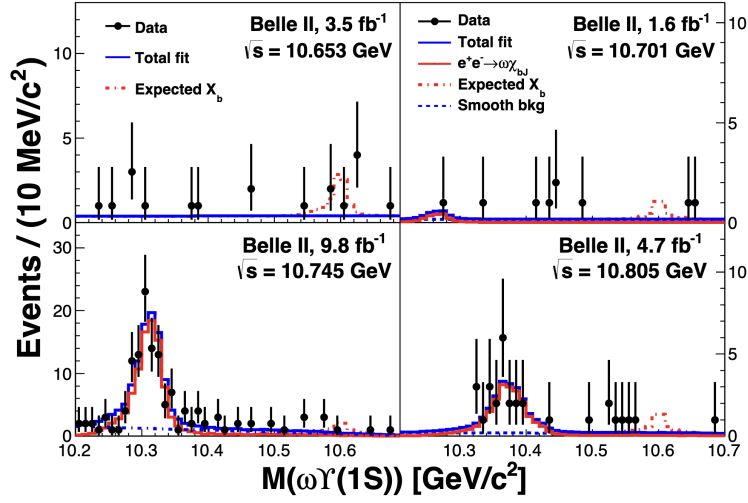 Belle II, 3.5 fb⁻¹
√s = 10.653 GeV
Data
Total fit
Expected X_b
10
5
0
Belle II, 1.6 fb⁻¹
√s = 10.701 GeV
Data
Total fit
e⁺e⁻→ωχ_bJ
Expected X_b
Smooth bkg
10
5
0
Belle II, 9.8 fb⁻¹
√s = 10.745 GeV
30
20
10
0
Belle II, 4.7 fb⁻¹
√s = 10.805 GeV
10
5
0
10.2 10.3 10.4 10.5 10.6 10.3 10.4 10.5 10.6 10.7
Events / (10 MeV/c²)
M(ωϒ(1S)) [GeV/c²]